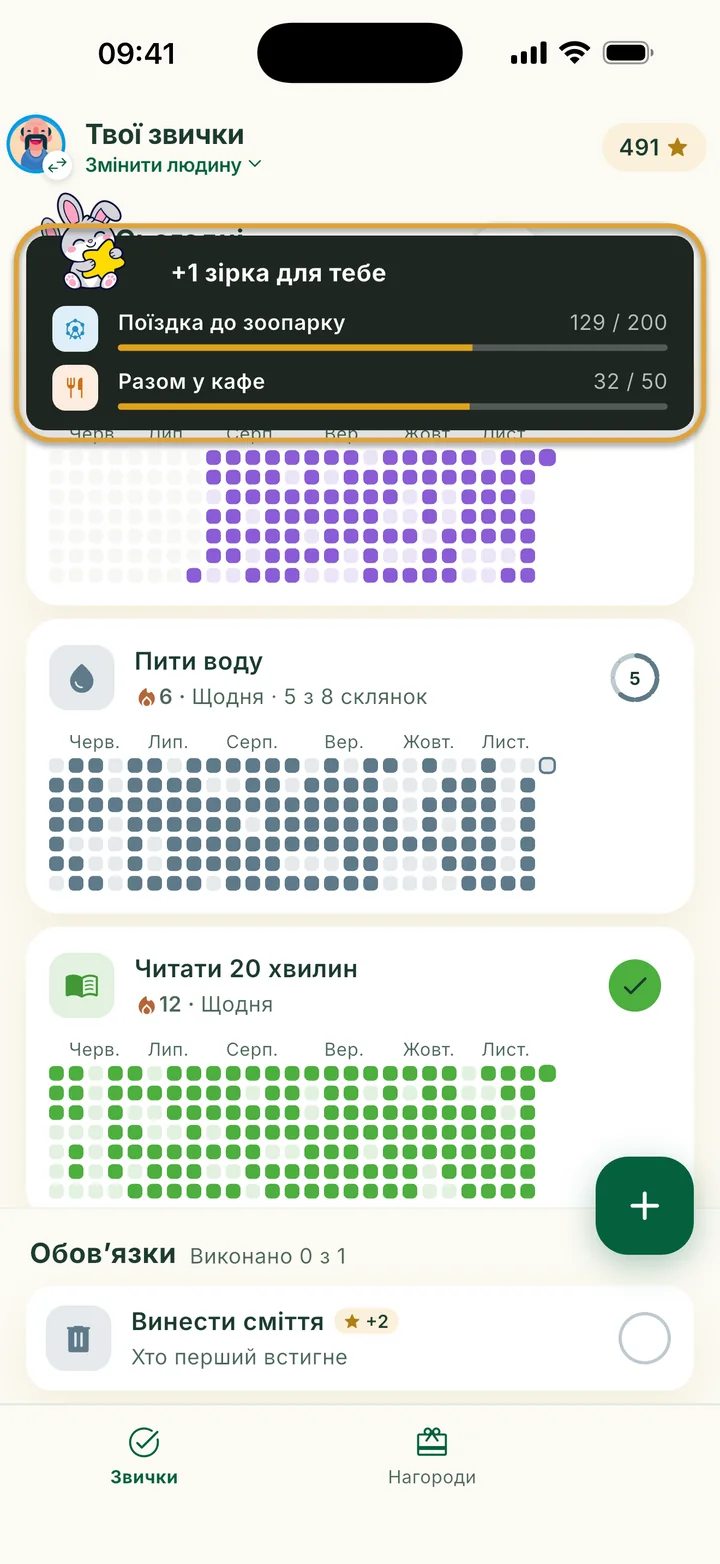 09:41
Твої звички
Змінити людину
491
Сьогодні
+1 зірка для тебе
Поїздка до зоопарку 129 / 200
Разом у кафе 32 / 50
Черв. Лип. Серп. Вер. Жовт. Лист.
Пити воду
6 · Щодня · 5 з 8 склянок
5
Черв. Лип. Серп. Вер. Жовт. Лист.
Читати 20 хвилин
12 · Щодня
Черв. Лип. Серп. Вер. Жовт. Лист.
Обов’язки Виконано 0 з 1
Винести сміття +2
Хто перший встигне
Звички
Нагороди